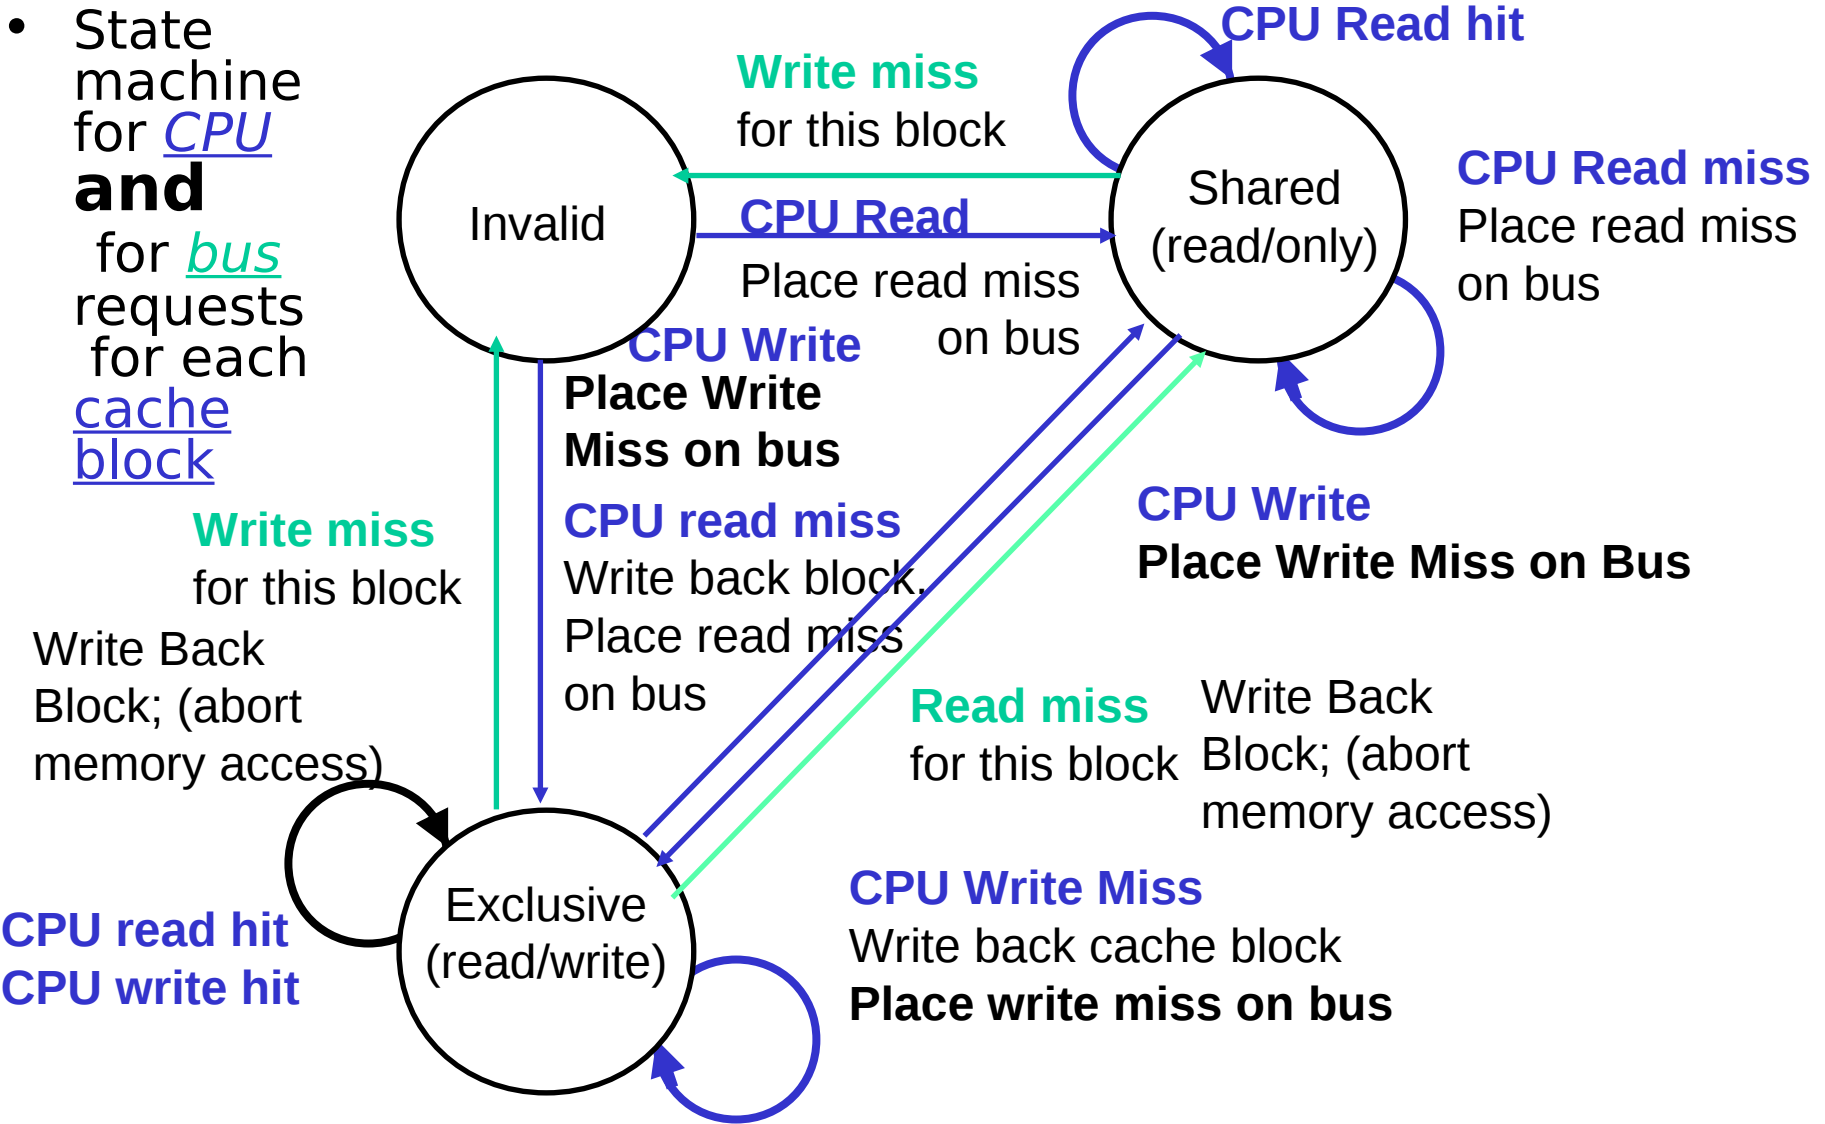 • State
machine
for CPU
and
for bus
requests
for each
cache
block
CPU Read hit
Write miss
for this block
Invalid
Shared
(read/only)
CPU Read miss
Place read miss
on bus
CPU Read
Place read miss
on bus
CPU Write
Place Write
Miss on bus
CPU read miss
Write back block,
Place read miss
on bus
CPU Write
Place Write Miss on Bus
Write miss
for this block
Write Back
Block; (abort
memory access)
Read miss
for this block
Write Back
Block; (abort
memory access)
Exclusive
(read/write)
CPU read hit
CPU write hit
CPU Write Miss
Write back cache block
Place write miss on bus